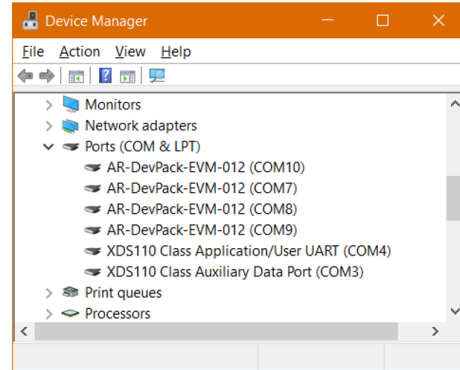 Device Manager
File Action View Help
Monitors
Network adapters
Ports (COM & LPT)
AR-DevPack-EVM-012 (COM10)
AR-DevPack-EVM-012 (COM7)
AR-DevPack-EVM-012 (COM8)
AR-DevPack-EVM-012 (COM9)
XDS110 Class Application/User UART (COM4)
XDS110 Class Auxiliary Data Port (COM3)
Print queues
Processors